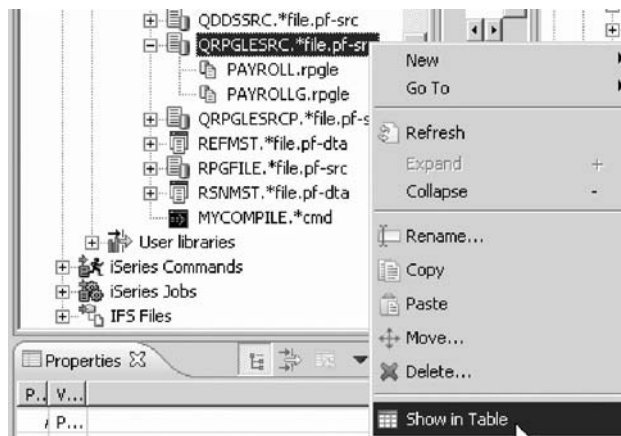 QDDSSRC.*file.pf-src
QRPGLESRC.*file.pf-sr
PAYROLL.rpgle
PAYROLLG.rpgle
QRPGLESRCP.*file.pf-s
REFMST.*file.pf-dta
RPGFILE.*file.pf-src
RSNMST.*file.pf-dta
MYCOMPILE.*cmd
User libraries
iSeries Commands
iSeries Jobs
IFS Files
New
Go To
Refresh
Expand +
Collapse -
Rename...
Copy
Paste
Move...
Delete...
Show in Table
Properties
P.. V...
P...